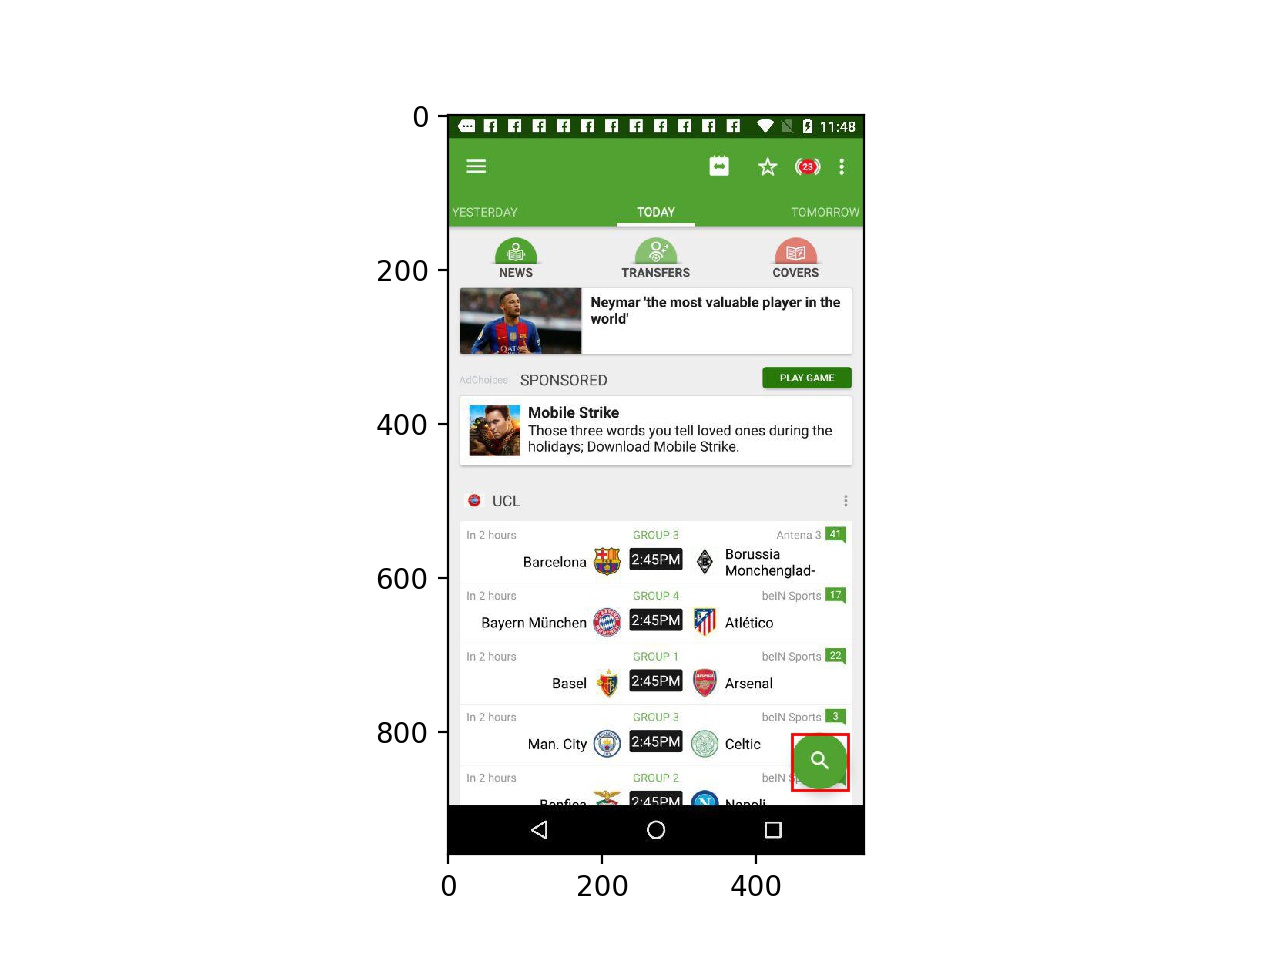 0
11:48
23
YESTERDAY TODAY TOMORROW
200
NEWS TRANSFERS COVERS
Neymar 'the most valuable player in the
world'
AdChoices SPONSORED PLAY GAME
400
Mobile Strike
Those three words you tell loved ones during the
holidays; Download Mobile Strike.
UCL
In 2 hours GROUP 3 Antena 3 41
Barcelona 2:45PM Borussia
Monchenglad-
600
In 2 hours GROUP 4 beIN Sports 17
Bayern München 2:45PM Atlético
In 2 hours GROUP 1 beIN Sports 22
Basel 2:45PM Arsenal
In 2 hours GROUP 3 beIN Sports 3
800
Man. City 2:45PM Celtic
In 2 hours GROUP 2 beIN
Benfica 2:45PM Napoli
0 200 400